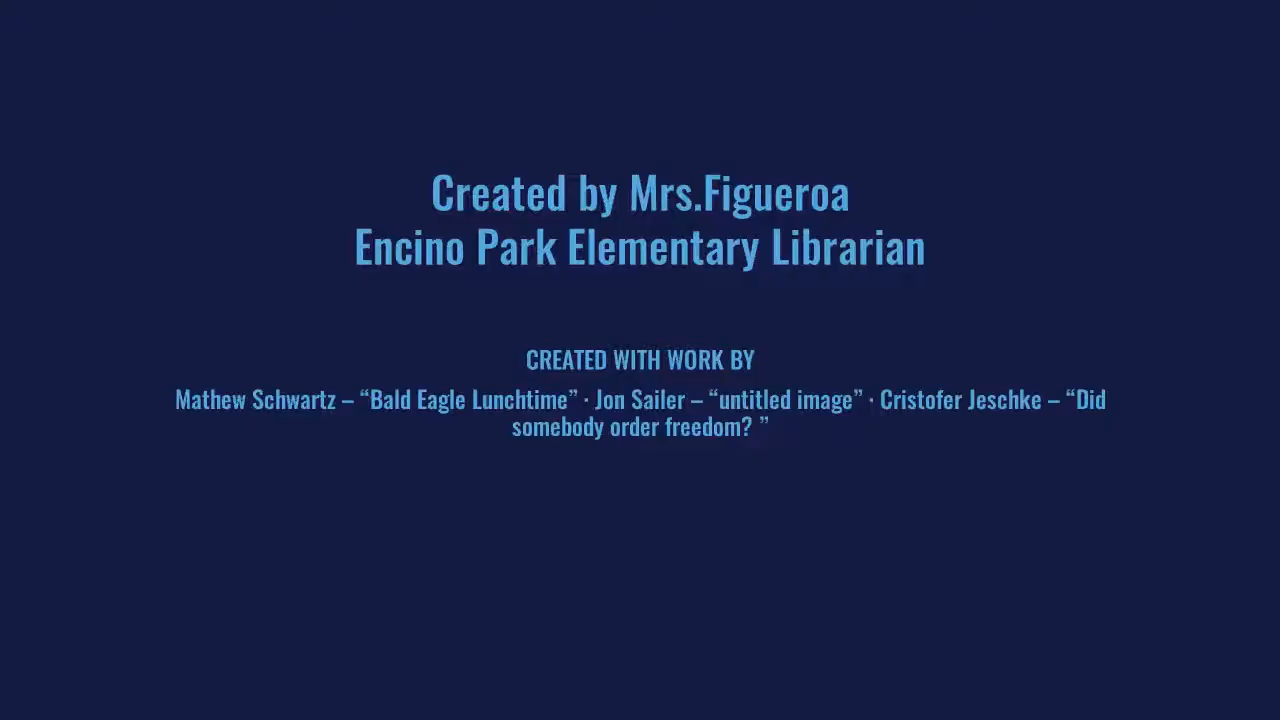 Created by Mrs.Figueroa
Encino Park Elementary Librarian
CREATED WITH WORK BY
Mathew Schwartz – “Bald Eagle Lunchtime” · Jon Sailer – “untitled image” · Cristofer Jeschke – “Did
somebody order freedom? ”